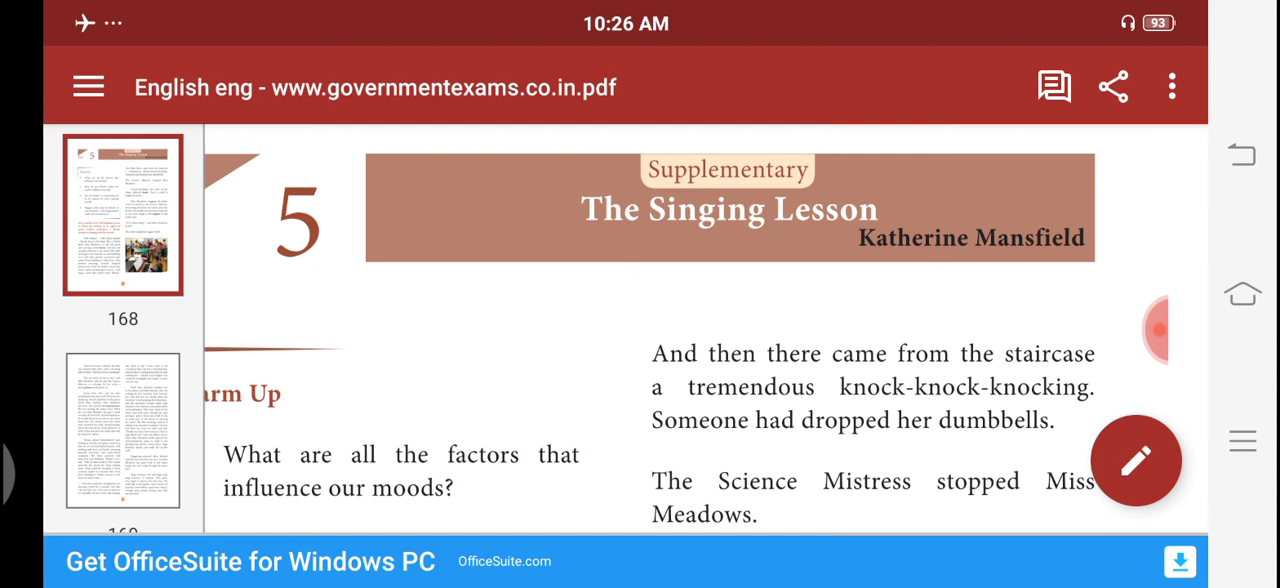 10:26 AM
93
English eng - www.governmentexams.co.in.pdf
5
Supplementary
The Singing Lesson
Katherine Mansfield
168
arm Up
What are all the factors that
influence our moods?
And then there came from the staircase
a tremendous knock-knock-knocking.
Someone had dropped her dumbbells.
The Science Mistress stopped Miss
Meadows.
Get OfficeSuite for Windows PC
OfficeSuite.com